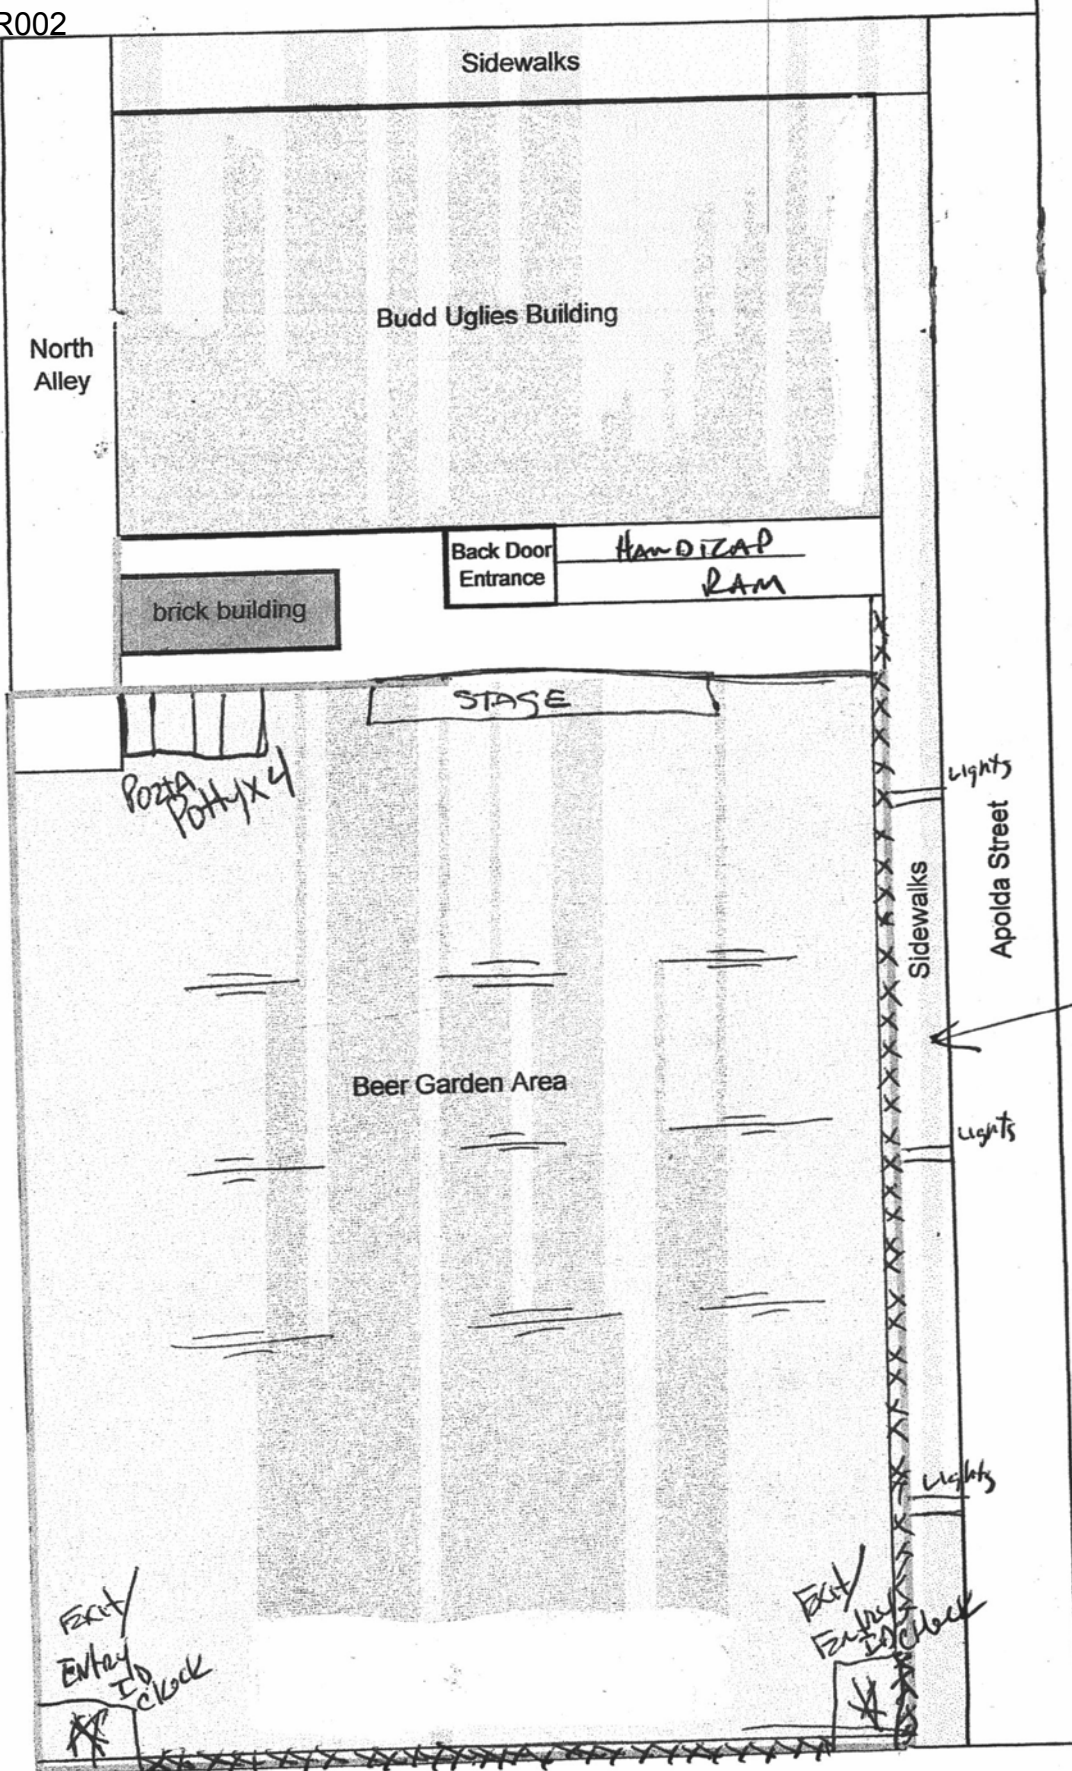 R002
Sidewalks
Budd Uglies Building
North
Alley
Back Door
Entrance
HANDICAP
RAM
brick building
STAGE
PortA
Potty x 4
Lights
Apolda Street
Sidewalks
Beer Garden Area
Lights
Lights
Exit/
Entry
ID
Check
Exit/
Entry
ID Check